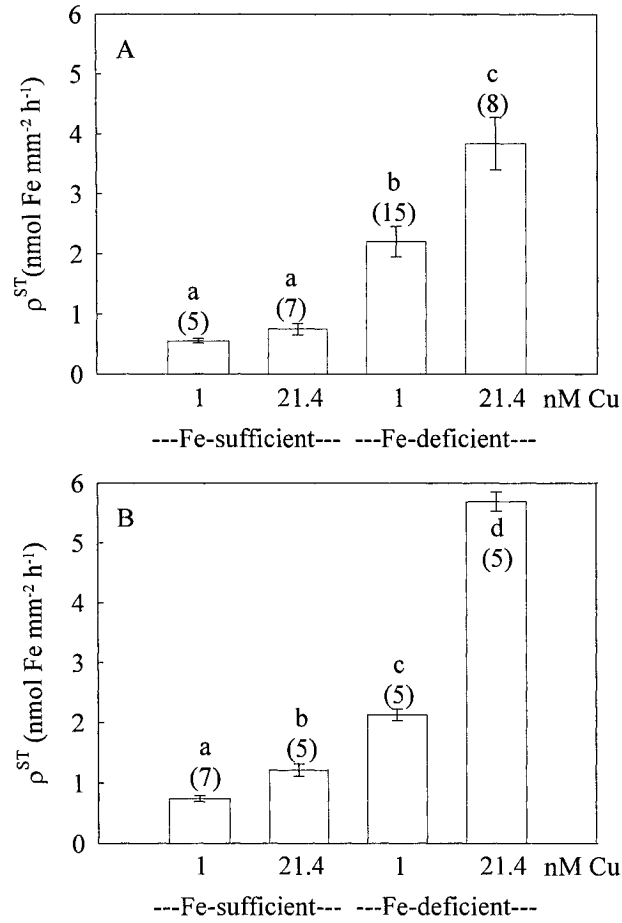 A
ρST (nmol Fe mm-2 h-1)
6
5
4
3
2
1
0
a
(5)
a
(7)
b
(15)
c
(8)
1 21.4 1 21.4 nM Cu
---Fe-sufficient--- ---Fe-deficient---
B
ρST (nmol Fe mm-2 h-1)
6
5
4
3
2
1
0
a
(7)
b
(5)
c
(5)
d
(5)
1 21.4 1 21.4 nM Cu
---Fe-sufficient--- ---Fe-deficient---